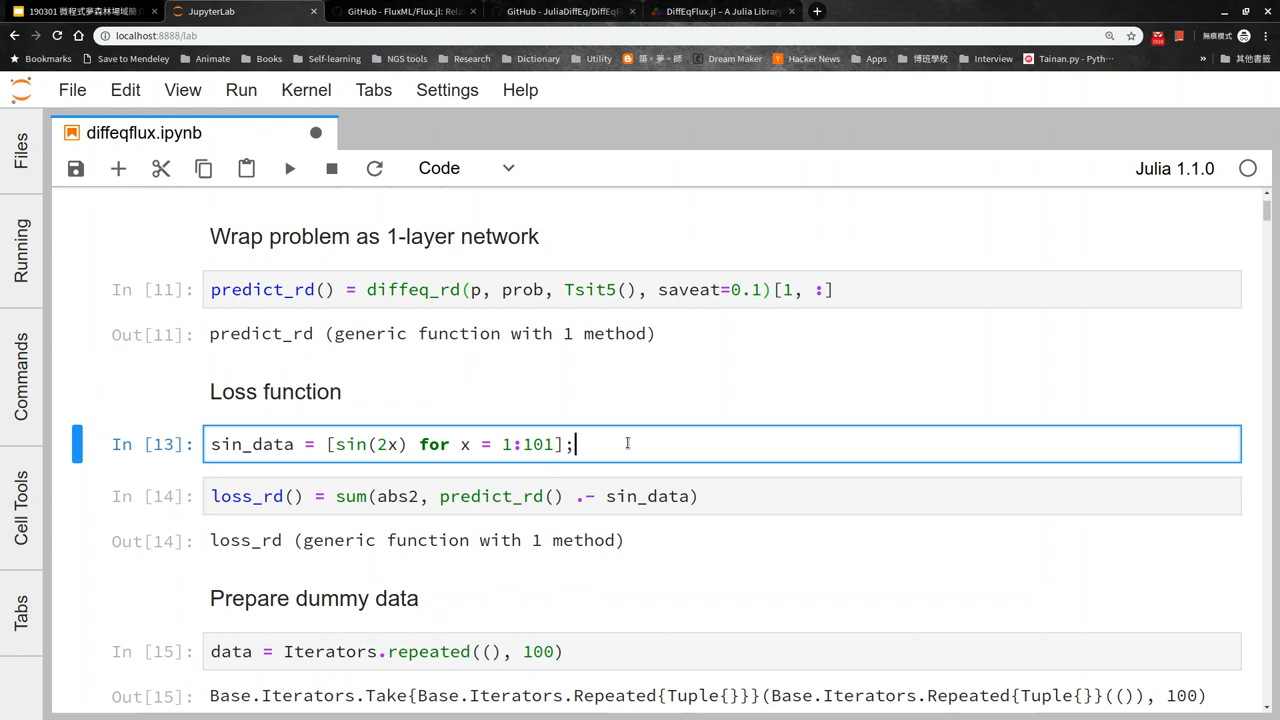 190301 微程式夢森林場域簡介
JupyterLab
GitHub - FluxML/Flux.jl: Rel
GitHub - JuliaDiffEq/DiffEqF
DiffEqFlux.jl – A Julia Library
localhost:8888/lab
無痕模式
Bookmarks Save to Mendeley Animate Books Self-learning NGS tools Research Dictionary Utility 築。夢。師 Dream Maker Hacker News Apps 博班學校 Interview Tainan.py - Pyth… » 其他書籤
File Edit View Run Kernel Tabs Settings Help
Files
Running
Commands
Cell Tools
Tabs
diffeqflux.ipynb
Code
Julia 1.1.0
Wrap problem as 1-layer network
In [11]: predict_rd() = diffeq_rd(p, prob, Tsit5(), saveat=0.1)[1, :]
Out[11]: predict_rd (generic function with 1 method)
Loss function
In [13]: sin_data = [sin(2x) for x = 1:101];
In [14]: loss_rd() = sum(abs2, predict_rd() .- sin_data)
Out[14]: loss_rd (generic function with 1 method)
Prepare dummy data
In [15]: data = Iterators.repeated((), 100)
Out[15]: Base.Iterators.Take{Base.Iterators.Repeated{Tuple{}}}(Base.Iterators.Repeated{Tuple{}}(()), 100)